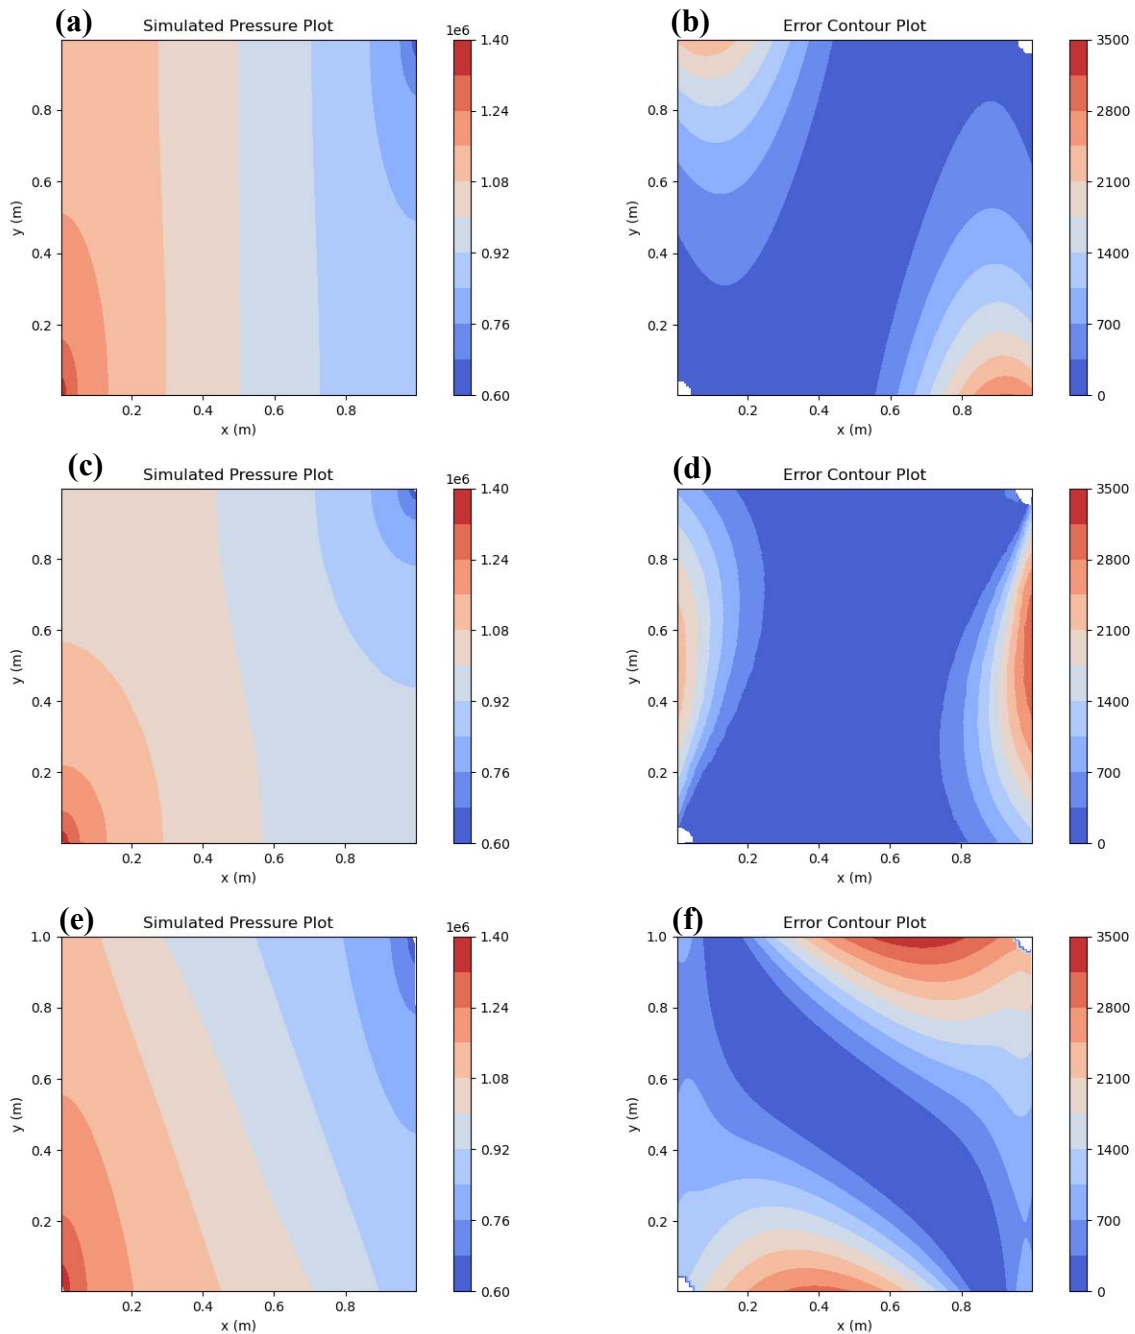 (a)
Simulated Pressure Plot
1e6
y (m)
0.8
0.6
0.4
0.2
0.2 0.4 0.6 0.8
x (m)
1.40
1.24
1.08
0.92
0.76
0.60
(b)
Error Contour Plot
y (m)
0.8
0.6
0.4
0.2
0.2 0.4 0.6 0.8
x (m)
3500
2800
2100
1400
700
0
(c)
Simulated Pressure Plot
1e6
y (m)
0.8
0.6
0.4
0.2
0.2 0.4 0.6 0.8
x (m)
1.40
1.24
1.08
0.92
0.76
0.60
(d)
Error Contour Plot
y (m)
0.8
0.6
0.4
0.2
0.2 0.4 0.6 0.8
x (m)
3500
2800
2100
1400
700
0
(e)
Simulated Pressure Plot
1e6
y (m)
1.0
0.8
0.6
0.4
0.2
0.2 0.4 0.6 0.8
x (m)
1.40
1.24
1.08
0.92
0.76
0.60
(f)
Error Contour Plot
y (m)
1.0
0.8
0.6
0.4
0.2
0.2 0.4 0.6 0.8
x (m)
3500
2800
2100
1400
700
0